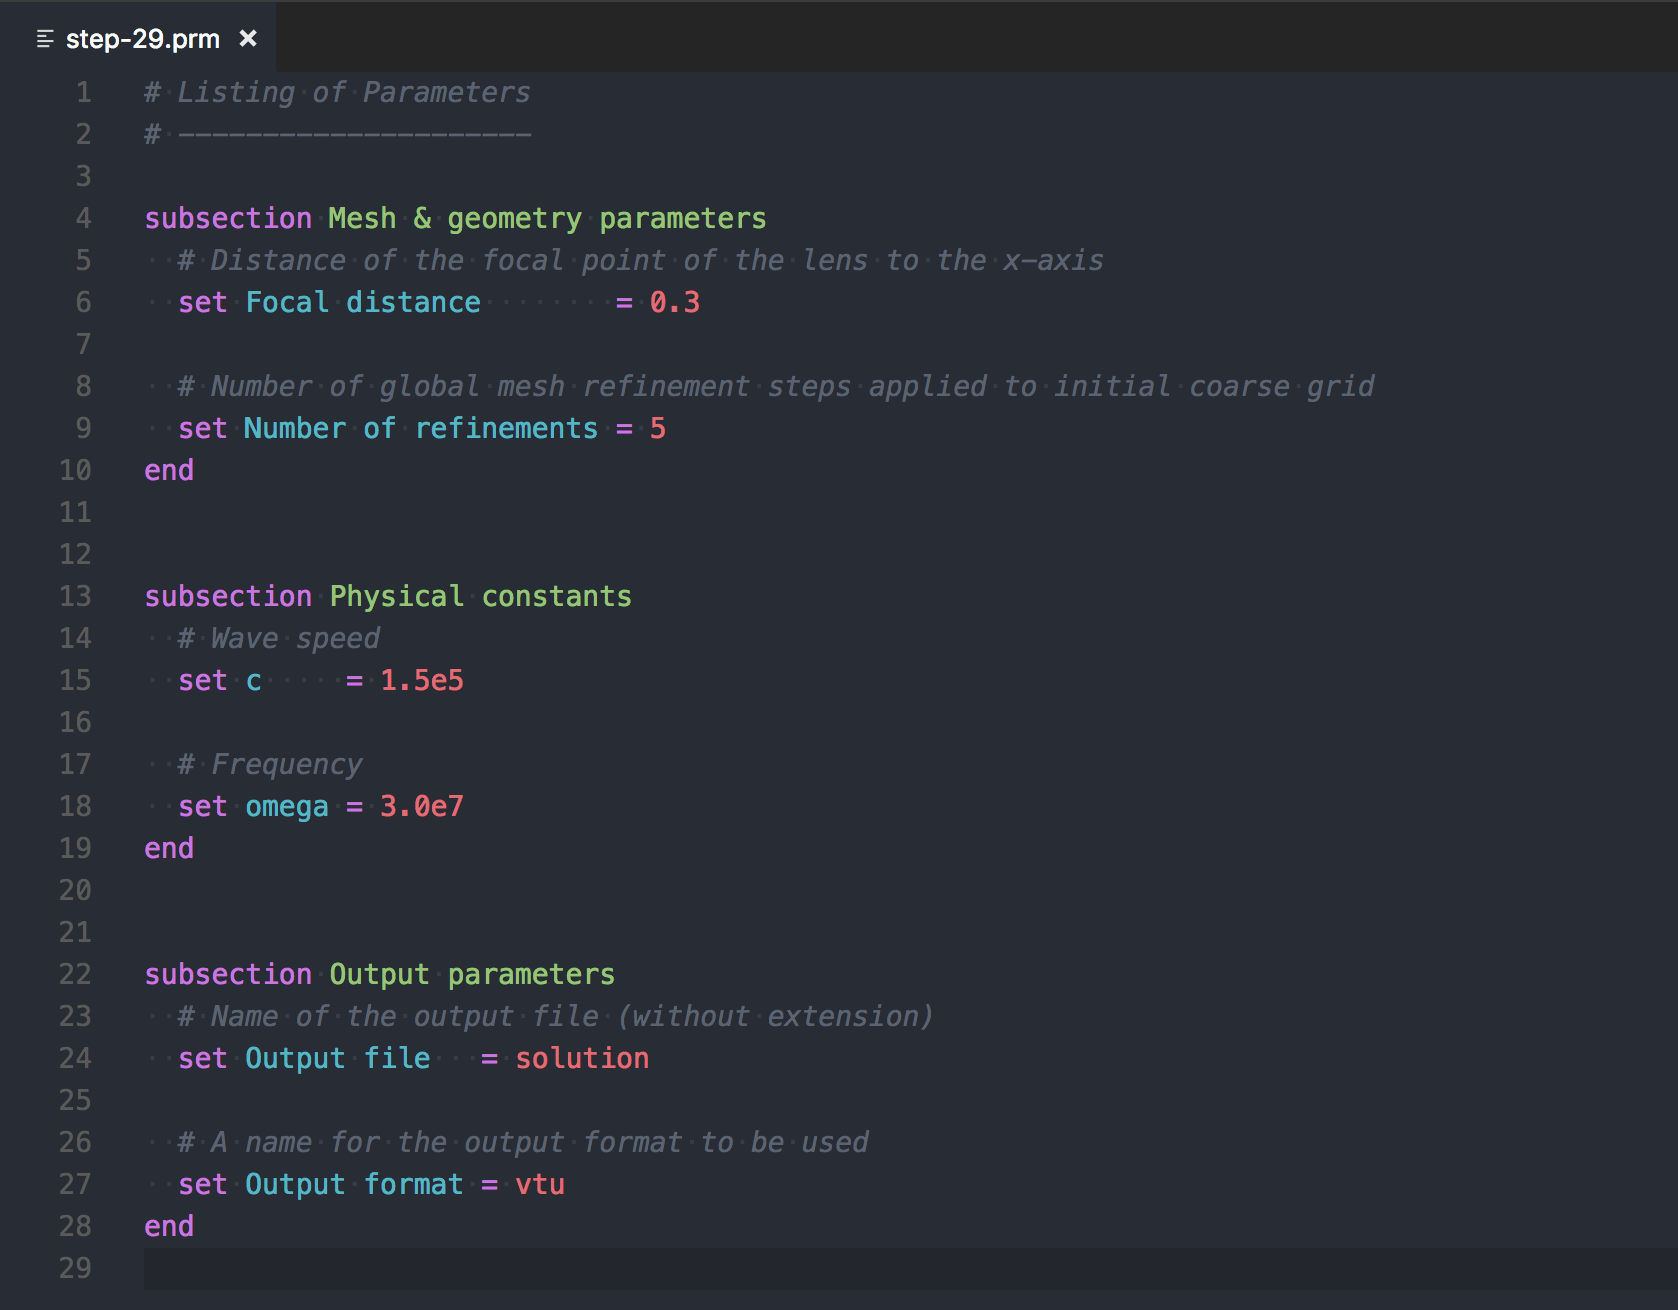 step-29.prm
1 # Listing of Parameters
2 # ---------------------
3
4 subsection Mesh & geometry parameters
5   # Distance of the focal point of the lens to the x-axis
6   set Focal distance        = 0.3
7
8   # Number of global mesh refinement steps applied to initial coarse grid
9   set Number of refinements = 5
10 end
11
12
13 subsection Physical constants
14   # Wave speed
15   set c     = 1.5e5
16
17   # Frequency
18   set omega = 3.0e7
19 end
20
21
22 subsection Output parameters
23   # Name of the output file (without extension)
24   set Output file   = solution
25
26   # A name for the output format to be used
27   set Output format = vtu
28 end
29